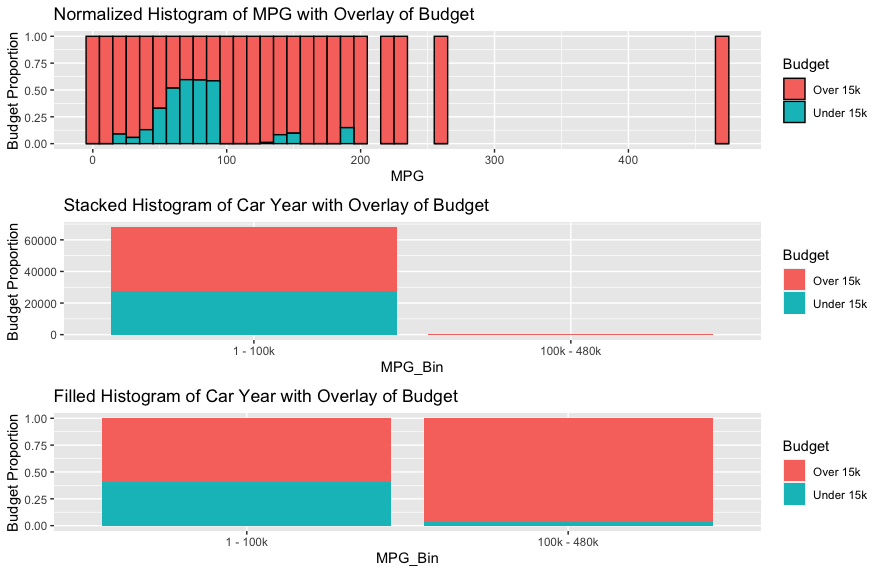 Normalized Histogram of MPG with Overlay of Budget
Budget Proportion
1.00
0.75
0.50
0.25
0.00
0 100 200 300 400
MPG
Budget
Over 15k
Under 15k
Stacked Histogram of Car Year with Overlay of Budget
Budget Proportion
60000
40000
20000
0
1 - 100k 100k - 480k
MPG_Bin
Budget
Over 15k
Under 15k
Filled Histogram of Car Year with Overlay of Budget
Budget Proportion
1.00
0.75
0.50
0.25
0.00
1 - 100k 100k - 480k
MPG_Bin
Budget
Over 15k
Under 15k